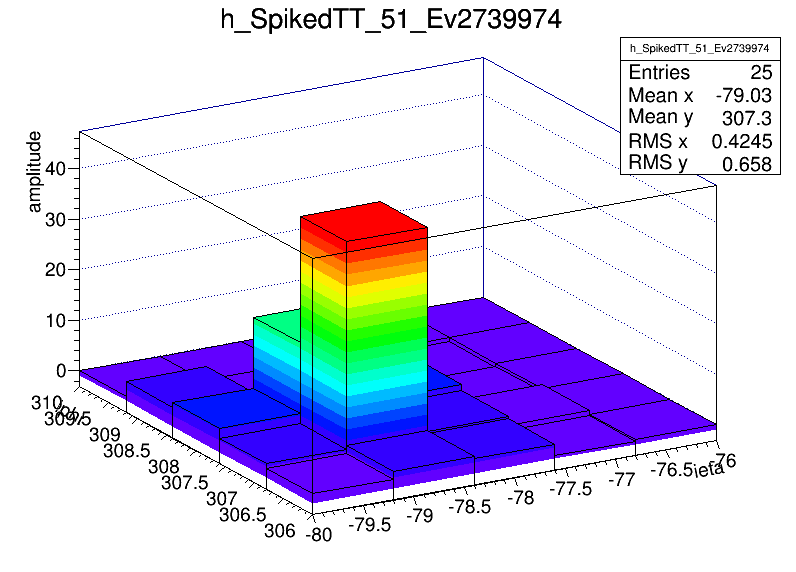 h_SpikedTT_51_Ev2739974
h_SpikedTT_51_Ev2739974
Entries 25
Mean x -79.03
Mean y 307.3
RMS x 0.4245
RMS y 0.658
amplitude
40
30
20
10
0
310
309.5
309
308.5
308
307.5
307
306.5
306
-80
-79.5
-79
-78.5
-78
-77.5
-77
-76.5
-76
ieta